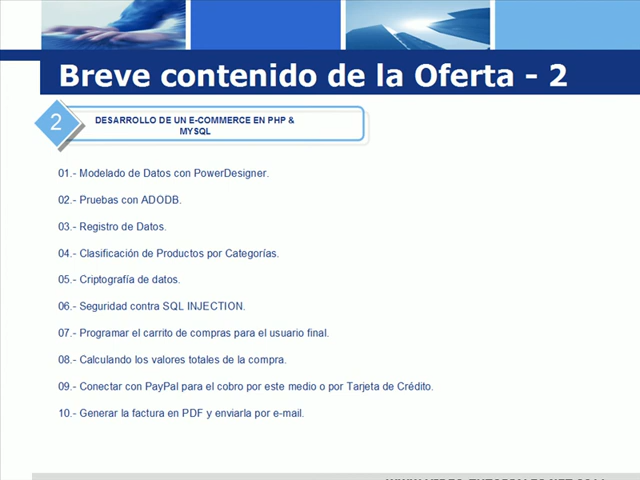 Breve contenido de la Oferta - 2
2
DESARROLLO DE UN E-COMMERCE EN PHP &
MYSQL
01.- Modelado de Datos con PowerDesigner.
02.- Pruebas con ADODB.
03.- Registro de Datos.
04.- Clasificación de Productos por Categorías.
05.- Criptografía de datos.
06.- Seguridad contra SQL INJECTION.
07.- Programar el carrito de compras para el usuario final.
08.- Calculando los valores totales de la compra.
09.- Conectar con PayPal para el cobro por este medio o por Tarjeta de Crédito.
10.- Generar la factura en PDF y enviarla por e-mail.